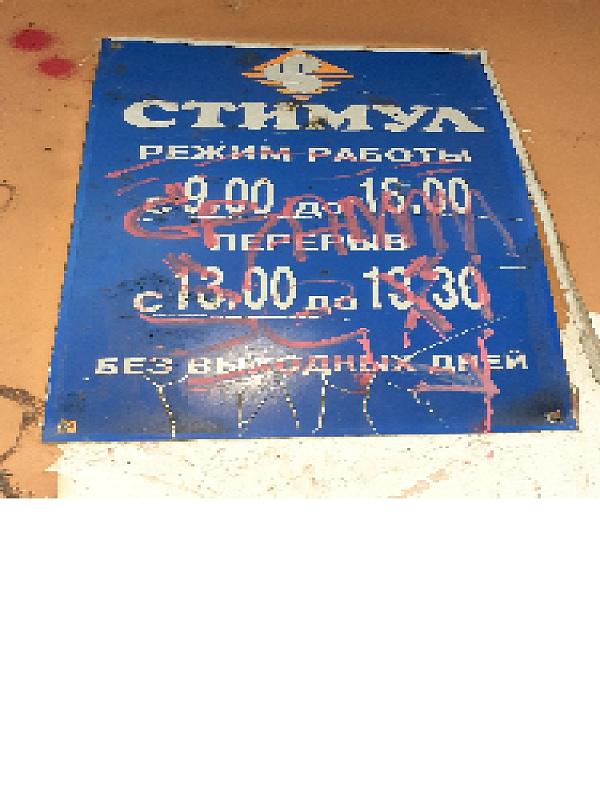 СТИМУЛ
РЕЖИМ РАБОТЫ
с 9.00 до 16.00
ПЕРЕРЫВ
с 13.00 до 13.30
БЕЗ ВЫХОДНЫХ ДНЕЙ